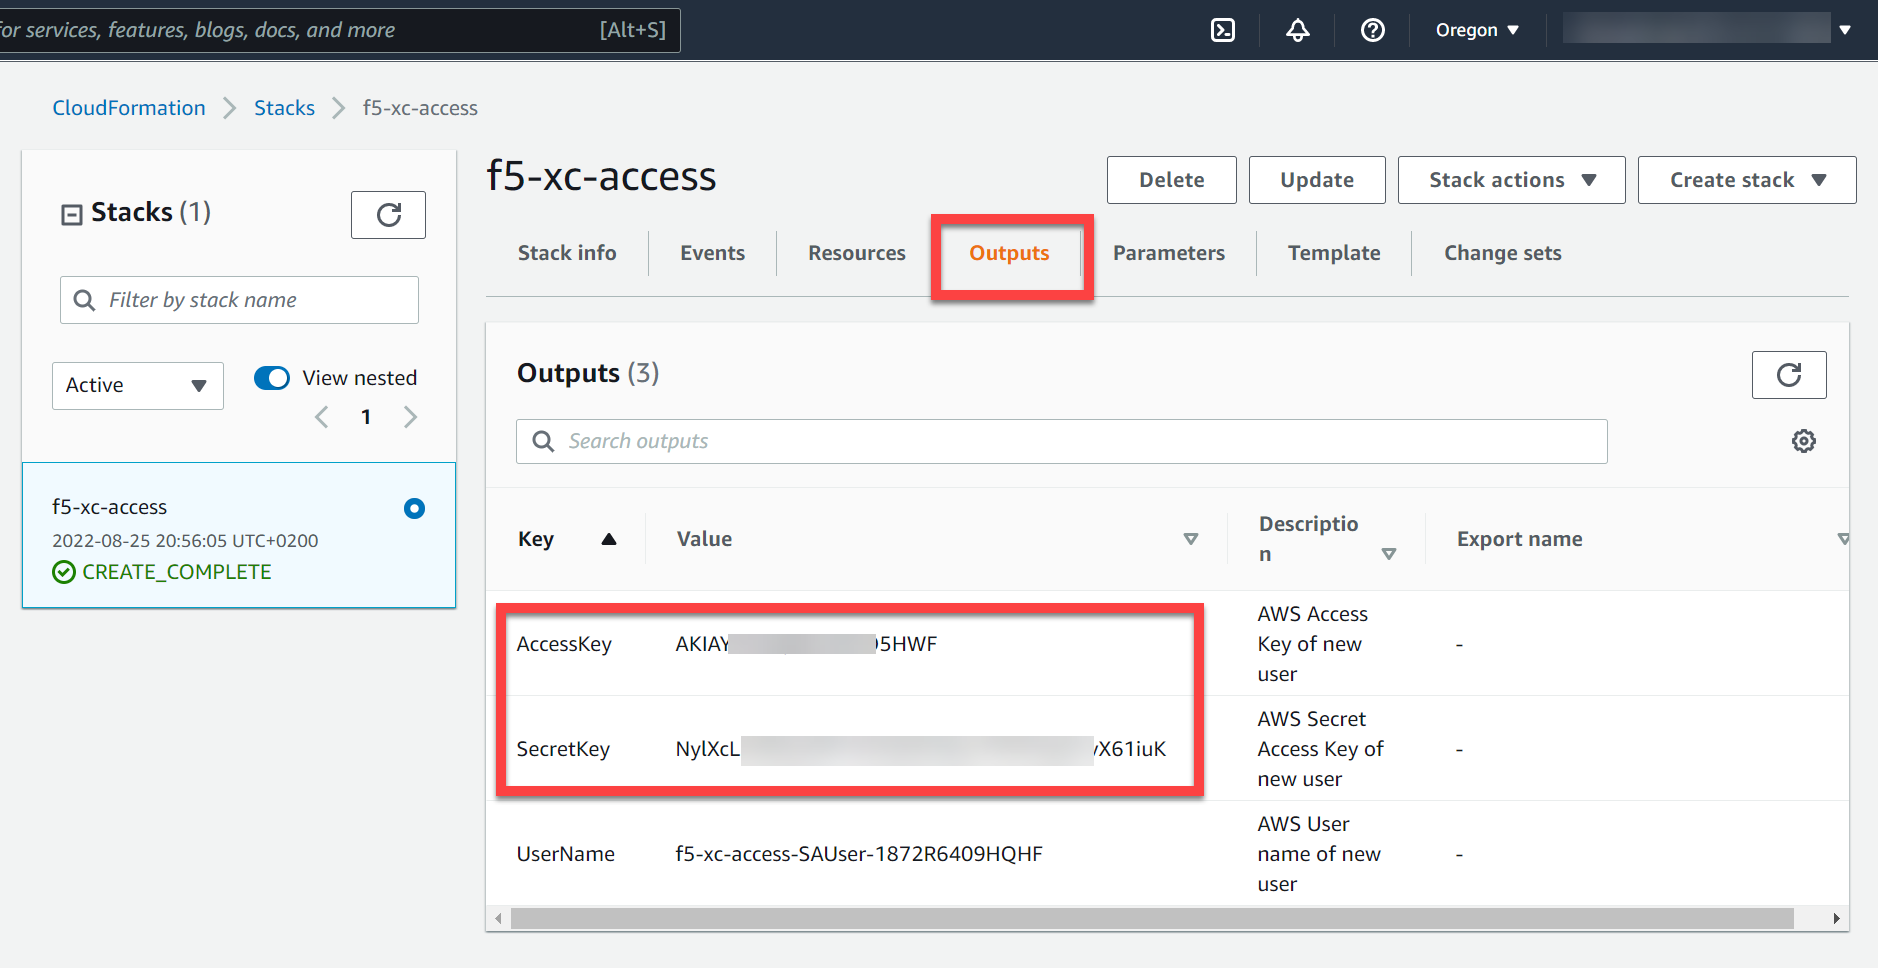 for services, features, blogs, docs, and more [Alt+S]
Oregon
CloudFormation Stacks f5-xc-access
Stacks (1)
Filter by stack name
Active
View nested
1
f5-xc-access
2022-08-25 20:56:05 UTC+0200
CREATE_COMPLETE
f5-xc-access
Delete Update Stack actions Create stack
Stack info Events Resources Outputs Parameters Template Change sets
Outputs (3)
Search outputs
Key Value Descriptio
n Export name
AccessKey AKIAY 5HWF AWS Access
Key of new
user -
SecretKey NylXcL X61iuK AWS Secret
Access Key of
new user -
UserName f5-xc-access-SAUser-1872R6409HQHF AWS User
name of new
user -